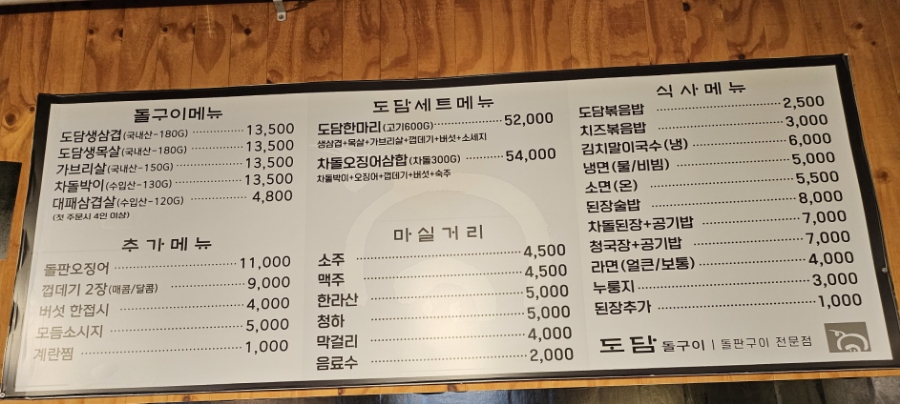 돌구이메뉴
도담생삼겹(국내산-180G) 13,500
도담생목살(국내산-180G) 13,500
가브리살(국내산-150G) 13,500
차돌박이(수입산-130G) 13,500
대패삼겹살(수입산-120G) 4,800
(첫 주문시 4인 이상)
추가메뉴
돌판오징어 11,000
껍데기 2장(매콤/달콤) 9,000
버섯 한접시 4,000
모듬소시지 5,000
계란찜 1,000
도담세트메뉴
도담한마리(고기600G) 52,000
생삼겹+목살+가브리살+껍데기+버섯+소세지
차돌오징어삼합(차돌300G) 54,000
차돌박이+오징어+껍데기+버섯+숙주
마실거리
소주 4,500
맥주 4,500
한라산 5,000
청하 5,000
막걸리 4,000
음료수 2,000
식사메뉴
도담볶음밥 2,500
치즈볶음밥 3,000
김치말이국수(냉) 6,000
냉면(물/비빔) 5,000
소면(온) 5,500
된장술밥 8,000
차돌된장+공기밥 7,000
청국장+공기밥 7,000
라면(얼큰/보통) 4,000
누룽지 3,000
된장추가 1,000
도담 돌구이 | 돌판구이 전문점